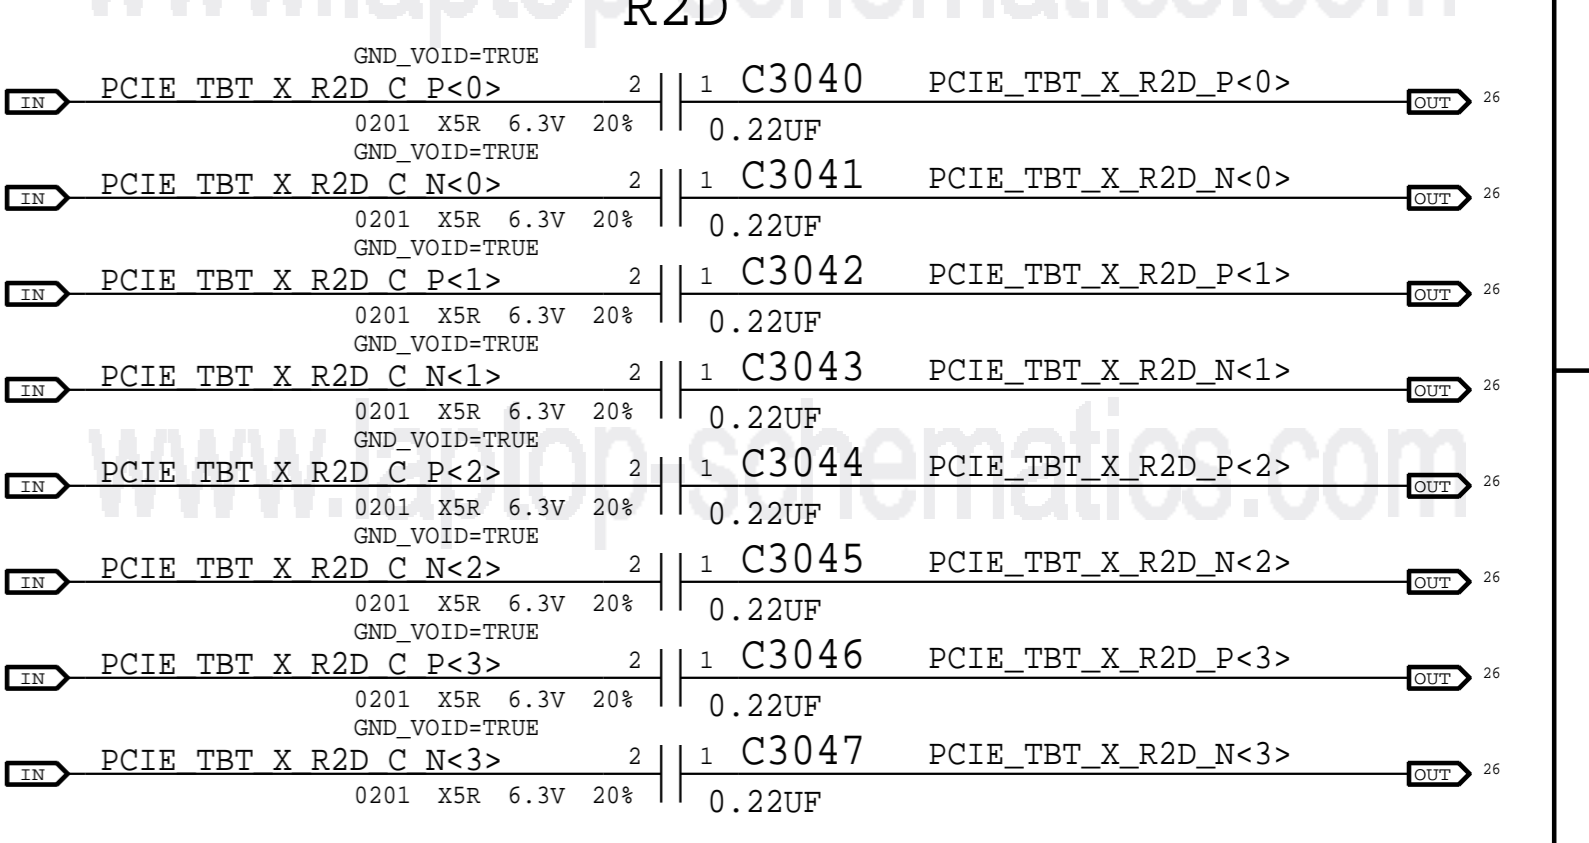 www.laptop-schematics.com
R2D
GND_VOID=TRUE
IN PCIE_TBT_X_R2D_C_P<0> 2 1 C3040 PCIE_TBT_X_R2D_P<0> OUT 26
0201 X5R 6.3V 20% 0.22UF
GND_VOID=TRUE
IN PCIE_TBT_X_R2D_C_N<0> 2 1 C3041 PCIE_TBT_X_R2D_N<0> OUT 26
0201 X5R 6.3V 20% 0.22UF
GND_VOID=TRUE
IN PCIE_TBT_X_R2D_C_P<1> 2 1 C3042 PCIE_TBT_X_R2D_P<1> OUT 26
0201 X5R 6.3V 20% 0.22UF
GND_VOID=TRUE
IN PCIE_TBT_X_R2D_C_N<1> 2 1 C3043 PCIE_TBT_X_R2D_N<1> OUT 26
0201 X5R 6.3V 20% 0.22UF
www.laptop-schematics.com
GND_VOID=TRUE
IN PCIE_TBT_X_R2D_C_P<2> 2 1 C3044 PCIE_TBT_X_R2D_P<2> OUT 26
0201 X5R 6.3V 20% 0.22UF
GND_VOID=TRUE
IN PCIE_TBT_X_R2D_C_N<2> 2 1 C3045 PCIE_TBT_X_R2D_N<2> OUT 26
0201 X5R 6.3V 20% 0.22UF
GND_VOID=TRUE
IN PCIE_TBT_X_R2D_C_P<3> 2 1 C3046 PCIE_TBT_X_R2D_P<3> OUT 26
0201 X5R 6.3V 20% 0.22UF
GND_VOID=TRUE
IN PCIE_TBT_X_R2D_C_N<3> 2 1 C3047 PCIE_TBT_X_R2D_N<3> OUT 26
0201 X5R 6.3V 20% 0.22UF